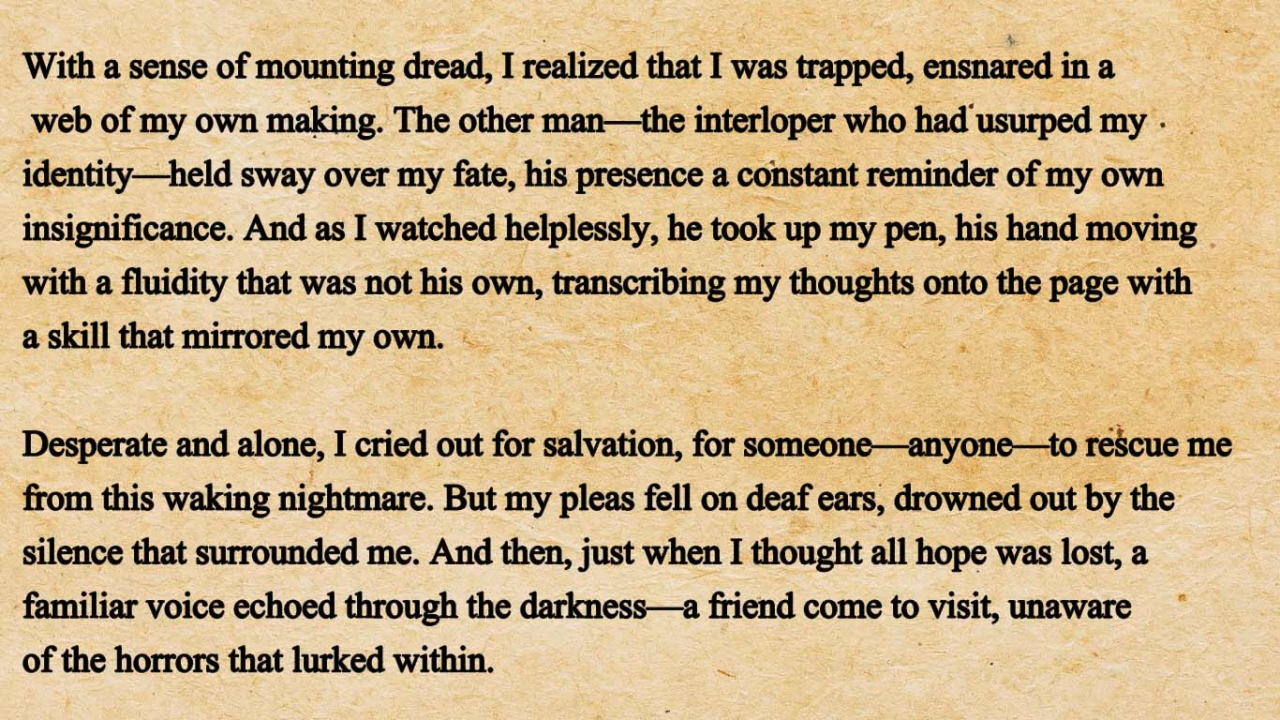 With a sense of mounting dread, I realized that I was trapped, ensnared in a
web of my own making. The other man—the interloper who had usurped my
identity—held sway over my fate, his presence a constant reminder of my own
insignificance. And as I watched helplessly, he took up my pen, his hand moving
with a fluidity that was not his own, transcribing my thoughts onto the page with
a skill that mirrored my own.
Desperate and alone, I cried out for salvation, for someone—anyone—to rescue me
from this waking nightmare. But my pleas fell on deaf ears, drowned out by the
silence that surrounded me. And then, just when I thought all hope was lost, a
familiar voice echoed through the darkness—a friend come to visit, unaware
of the horrors that lurked within.